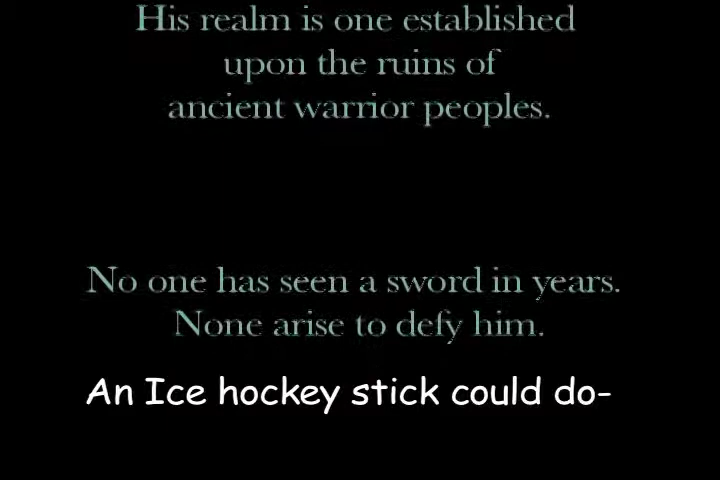 His realm is one established
upon the ruins of
ancient warrior peoples.
No one has seen a sword in years.
None arise to defy him.
An Ice hockey stick could do-